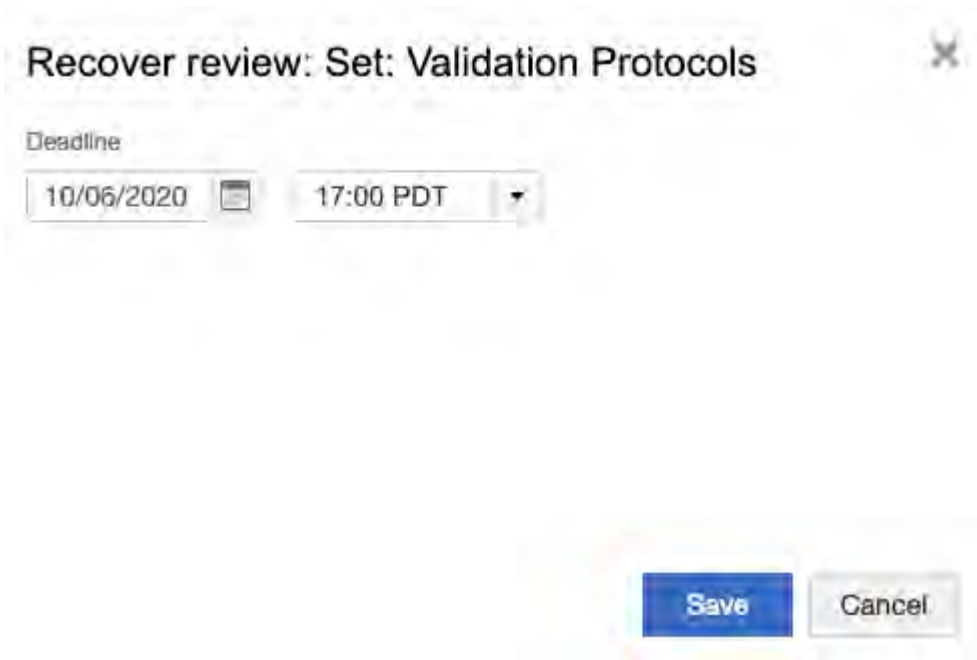 Recover review: Set: Validation Protocols
Deadline
10/06/2020 17:00 PDT
Save Cancel